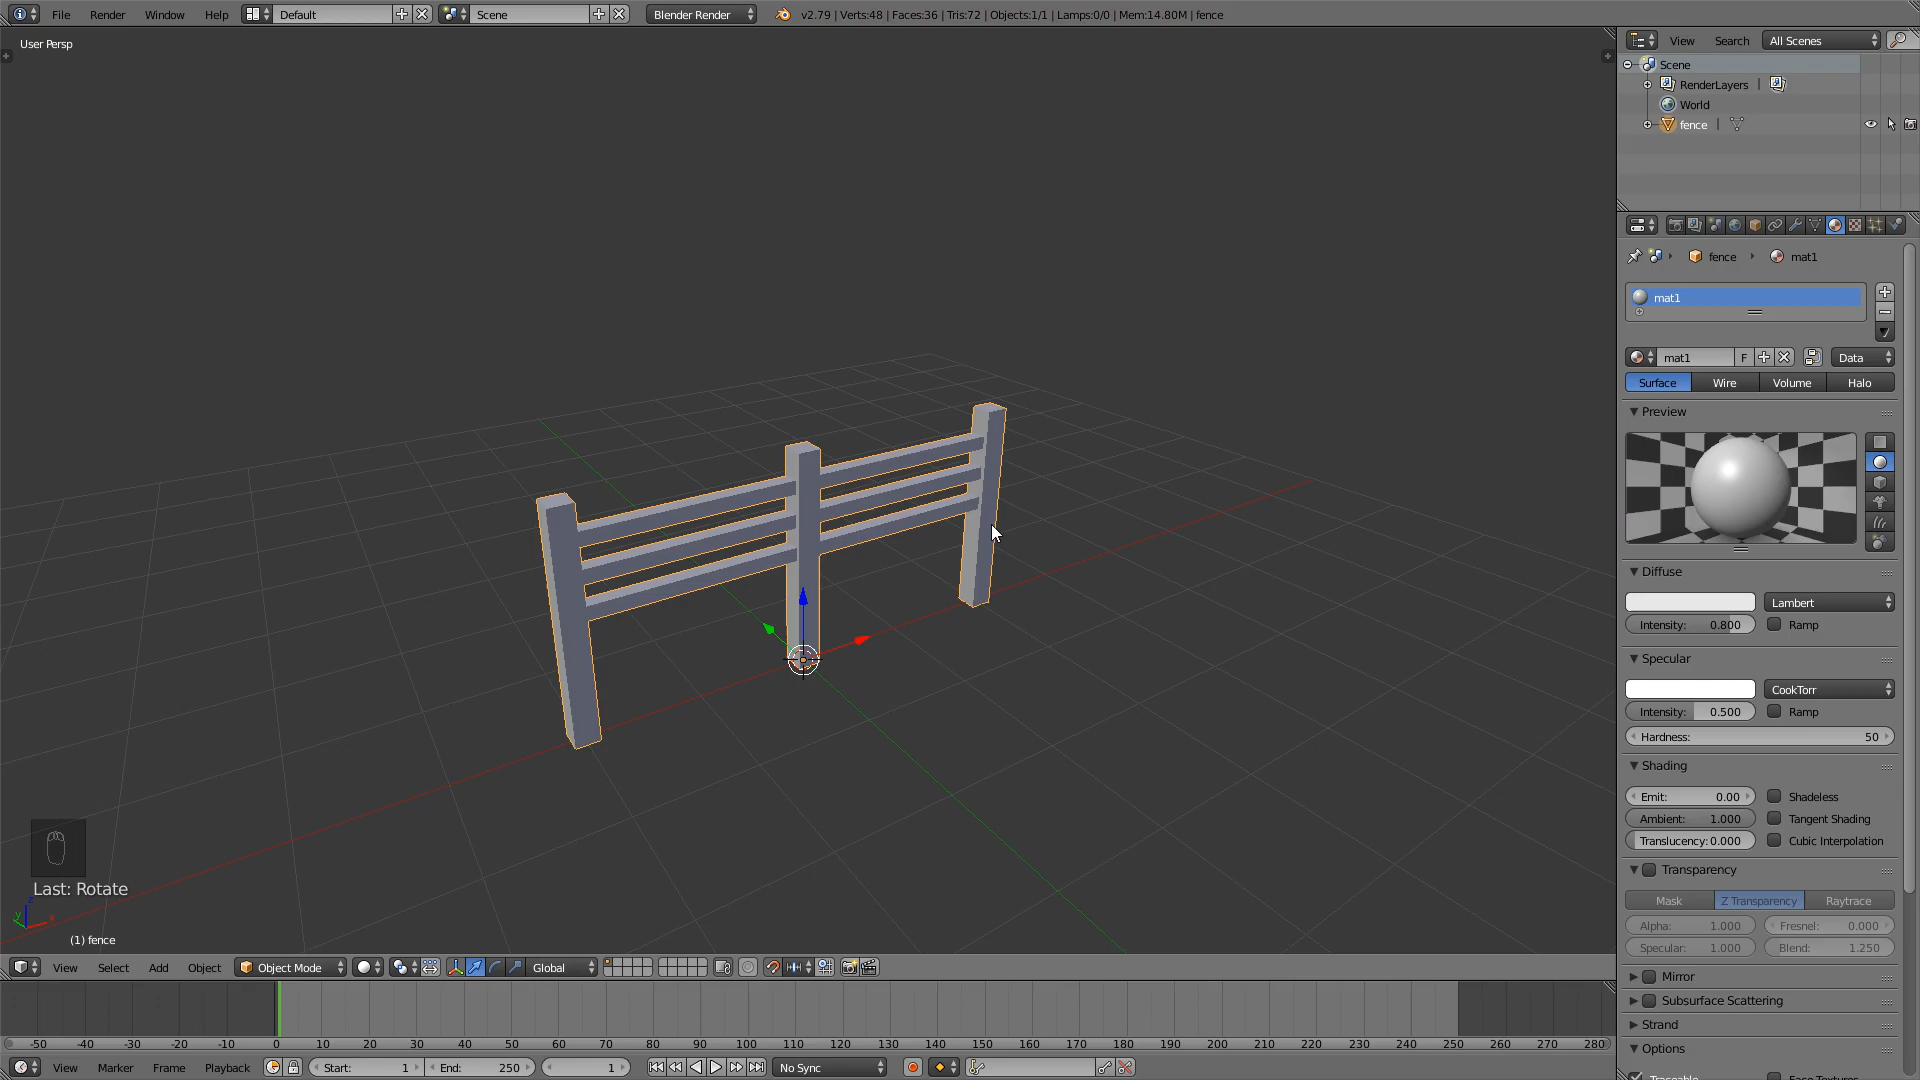 File Render Window Help Default Scene Blender Render v2.79 | Verts:48 | Faces:36 | Tris:72 | Objects:1/1 | Lamps:0/0 | Mem:14.80M | fence
User Persp
View Search All Scenes
Scene
RenderLayers |
World
fence |
fence mat1
mat1
mat1 F Data
Surface Wire Volume Halo
Preview
Diffuse
Lambert
Intensity: 0.800 Ramp
Specular
CookTorr
Intensity: 0.500 Ramp
Hardness: 50
Shading
Emit: 0.00 Shadeless
Ambient: 1.000 Tangent Shading
Translucency: 0.000 Cubic Interpolation
Transparency
Mask Z Transparency Raytrace
Alpha: 1.000 Fresnel: 0.000
Specular: 1.000 Blend: 1.250
Mirror
Subsurface Scattering
Strand
Options
Last: Rotate
z
y x
(1) fence
View Select Add Object Object Mode Global
-50 -40 -30 -20 -10 0 10 20 30 40 50 60 70 80 90 100 110 120 130 140 150 160 170 180 190 200 210 220 230 240 250 260 270 280
View Marker Frame Playback Start: 1 End: 250 1 No Sync